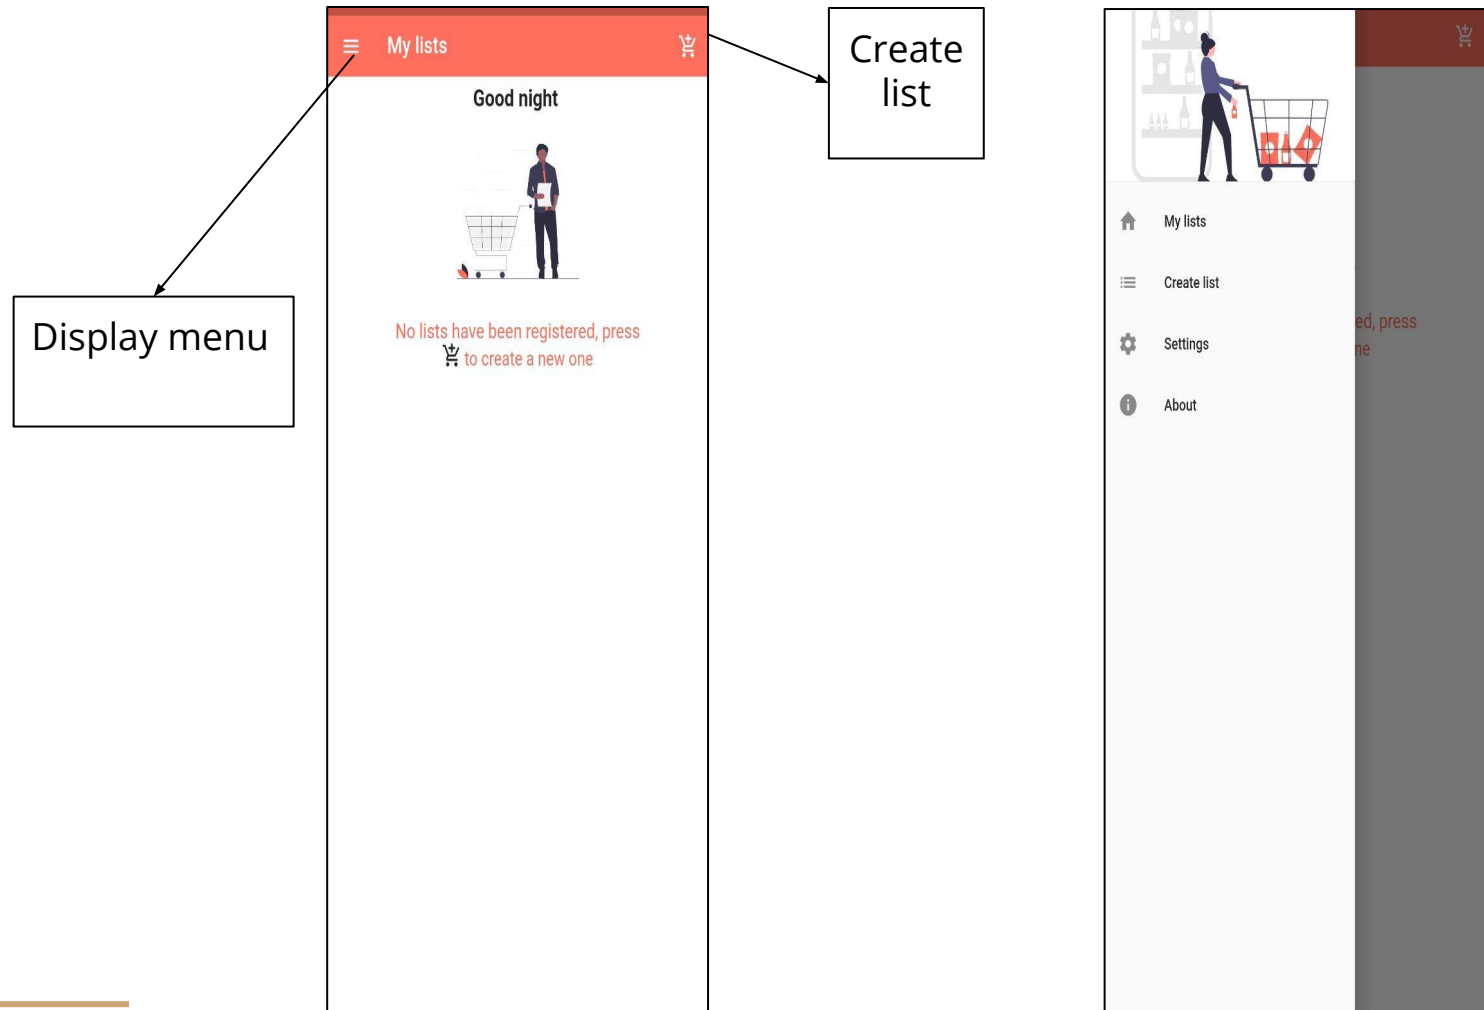 My lists
Create
list
Good night
Display menu
No lists have been registered, press
to create a new one
My lists
Create list
Settings
About
ed, press
ne